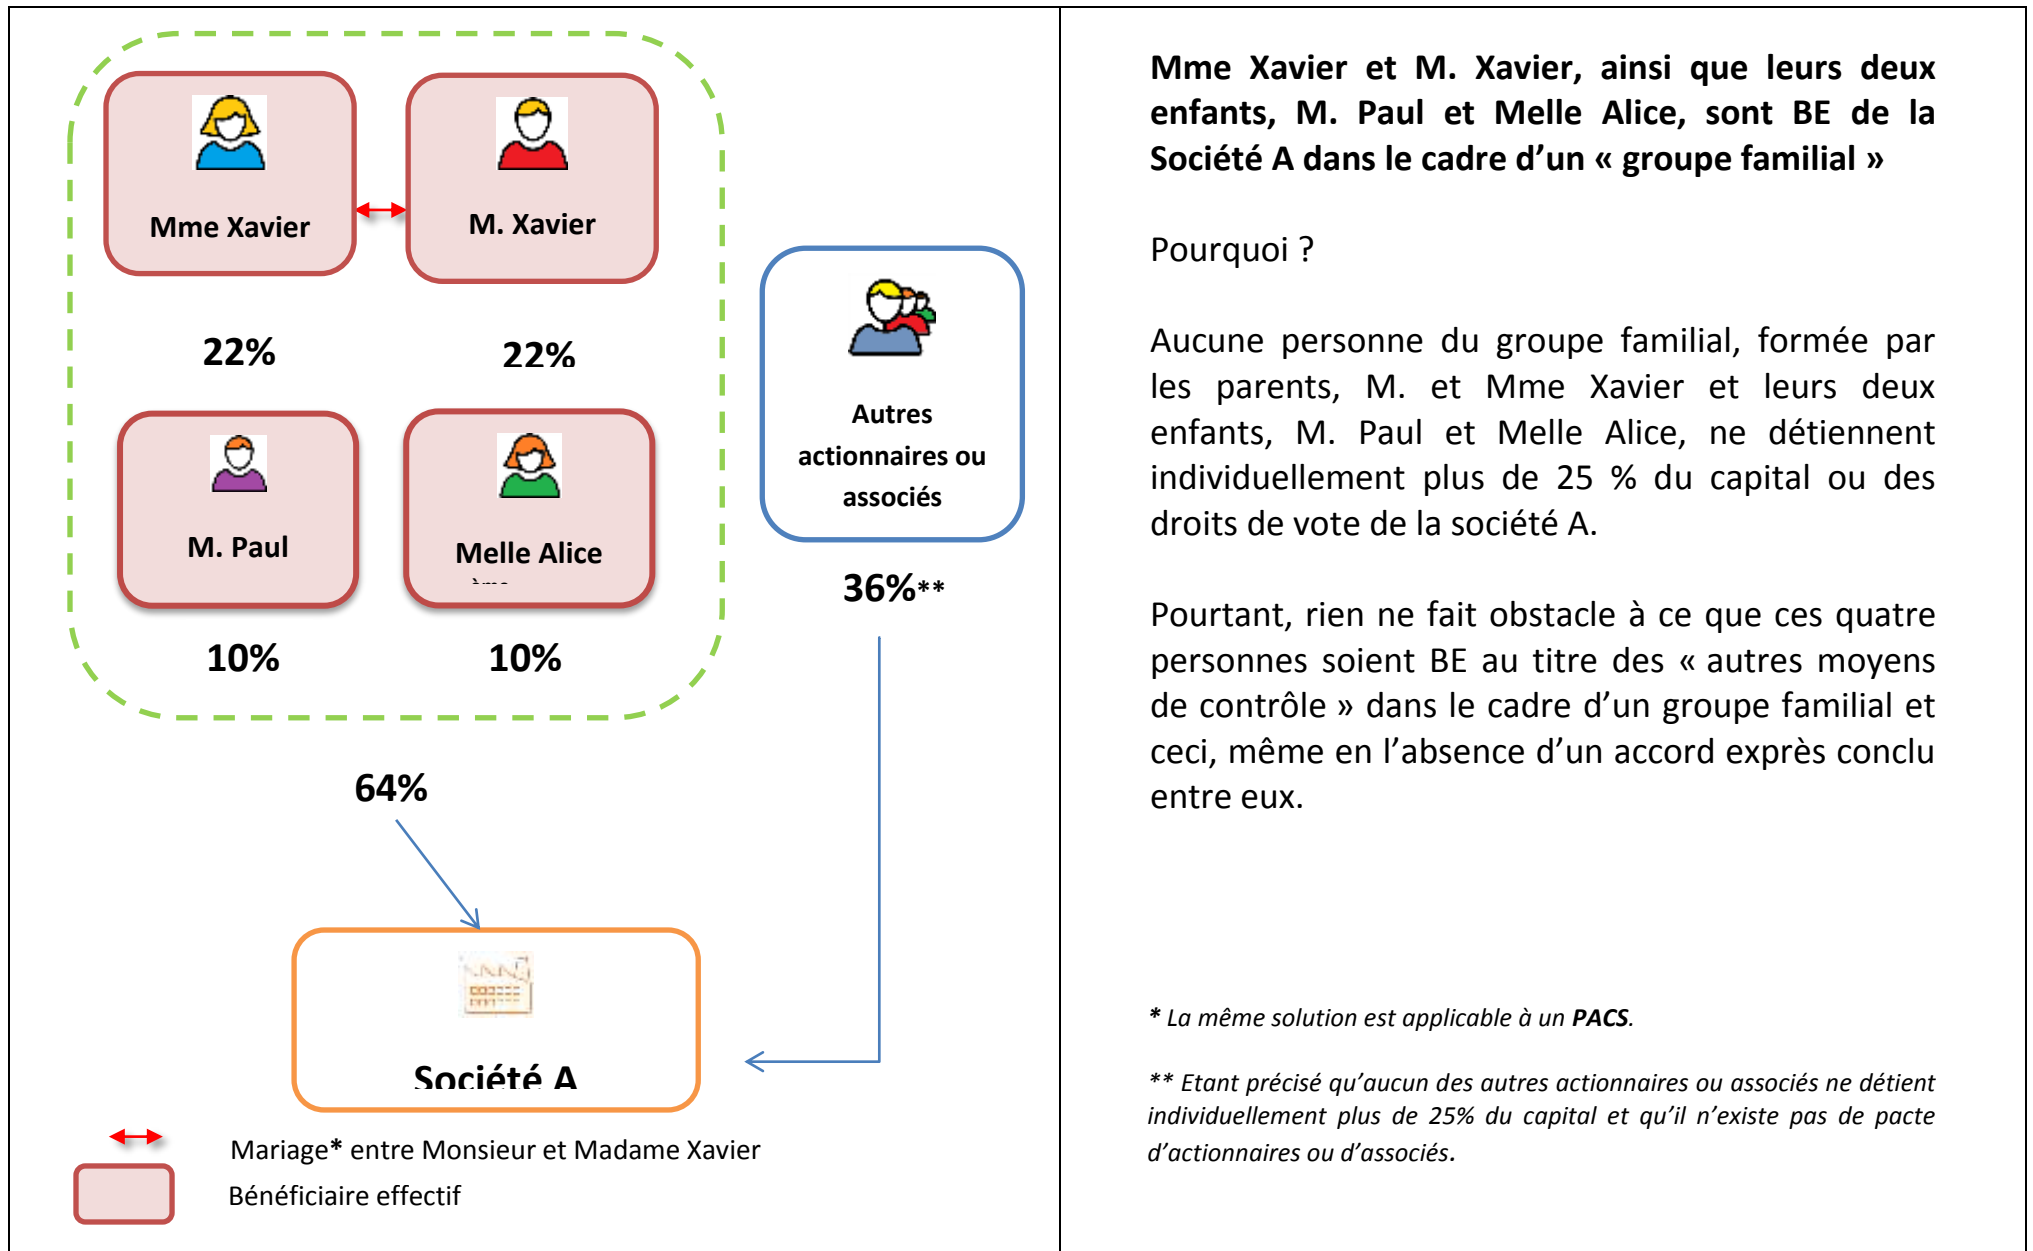 Mme Xavier
M. Xavier
22%
22%
M. Paul
Melle Alice
10%
10%
64%
Autres
actionnaires ou
associés
36%**
Société A
Mariage* entre Monsieur et Madame Xavier
Bénéficiaire effectif
Mme Xavier et M. Xavier, ainsi que leurs deux
enfants, M. Paul et Melle Alice, sont BE de la
Société A dans le cadre d’un « groupe familial »
Pourquoi ?
Aucune personne du groupe familial, formée par
les parents, M. et Mme Xavier et leurs deux
enfants, M. Paul et Melle Alice, ne détiennent
individuellement plus de 25 % du capital ou des
droits de vote de la société A.
Pourtant, rien ne fait obstacle à ce que ces quatre
personnes soient BE au titre des « autres moyens
de contrôle » dans le cadre d’un groupe familial et
ceci, même en l’absence d’un accord exprès conclu
entre eux.
* La même solution est applicable à un PACS.
** Etant précisé qu’aucun des autres actionnaires ou associés ne détient
individuellement plus de 25% du capital et qu’il n’existe pas de pacte
d’actionnaires ou d’associés.